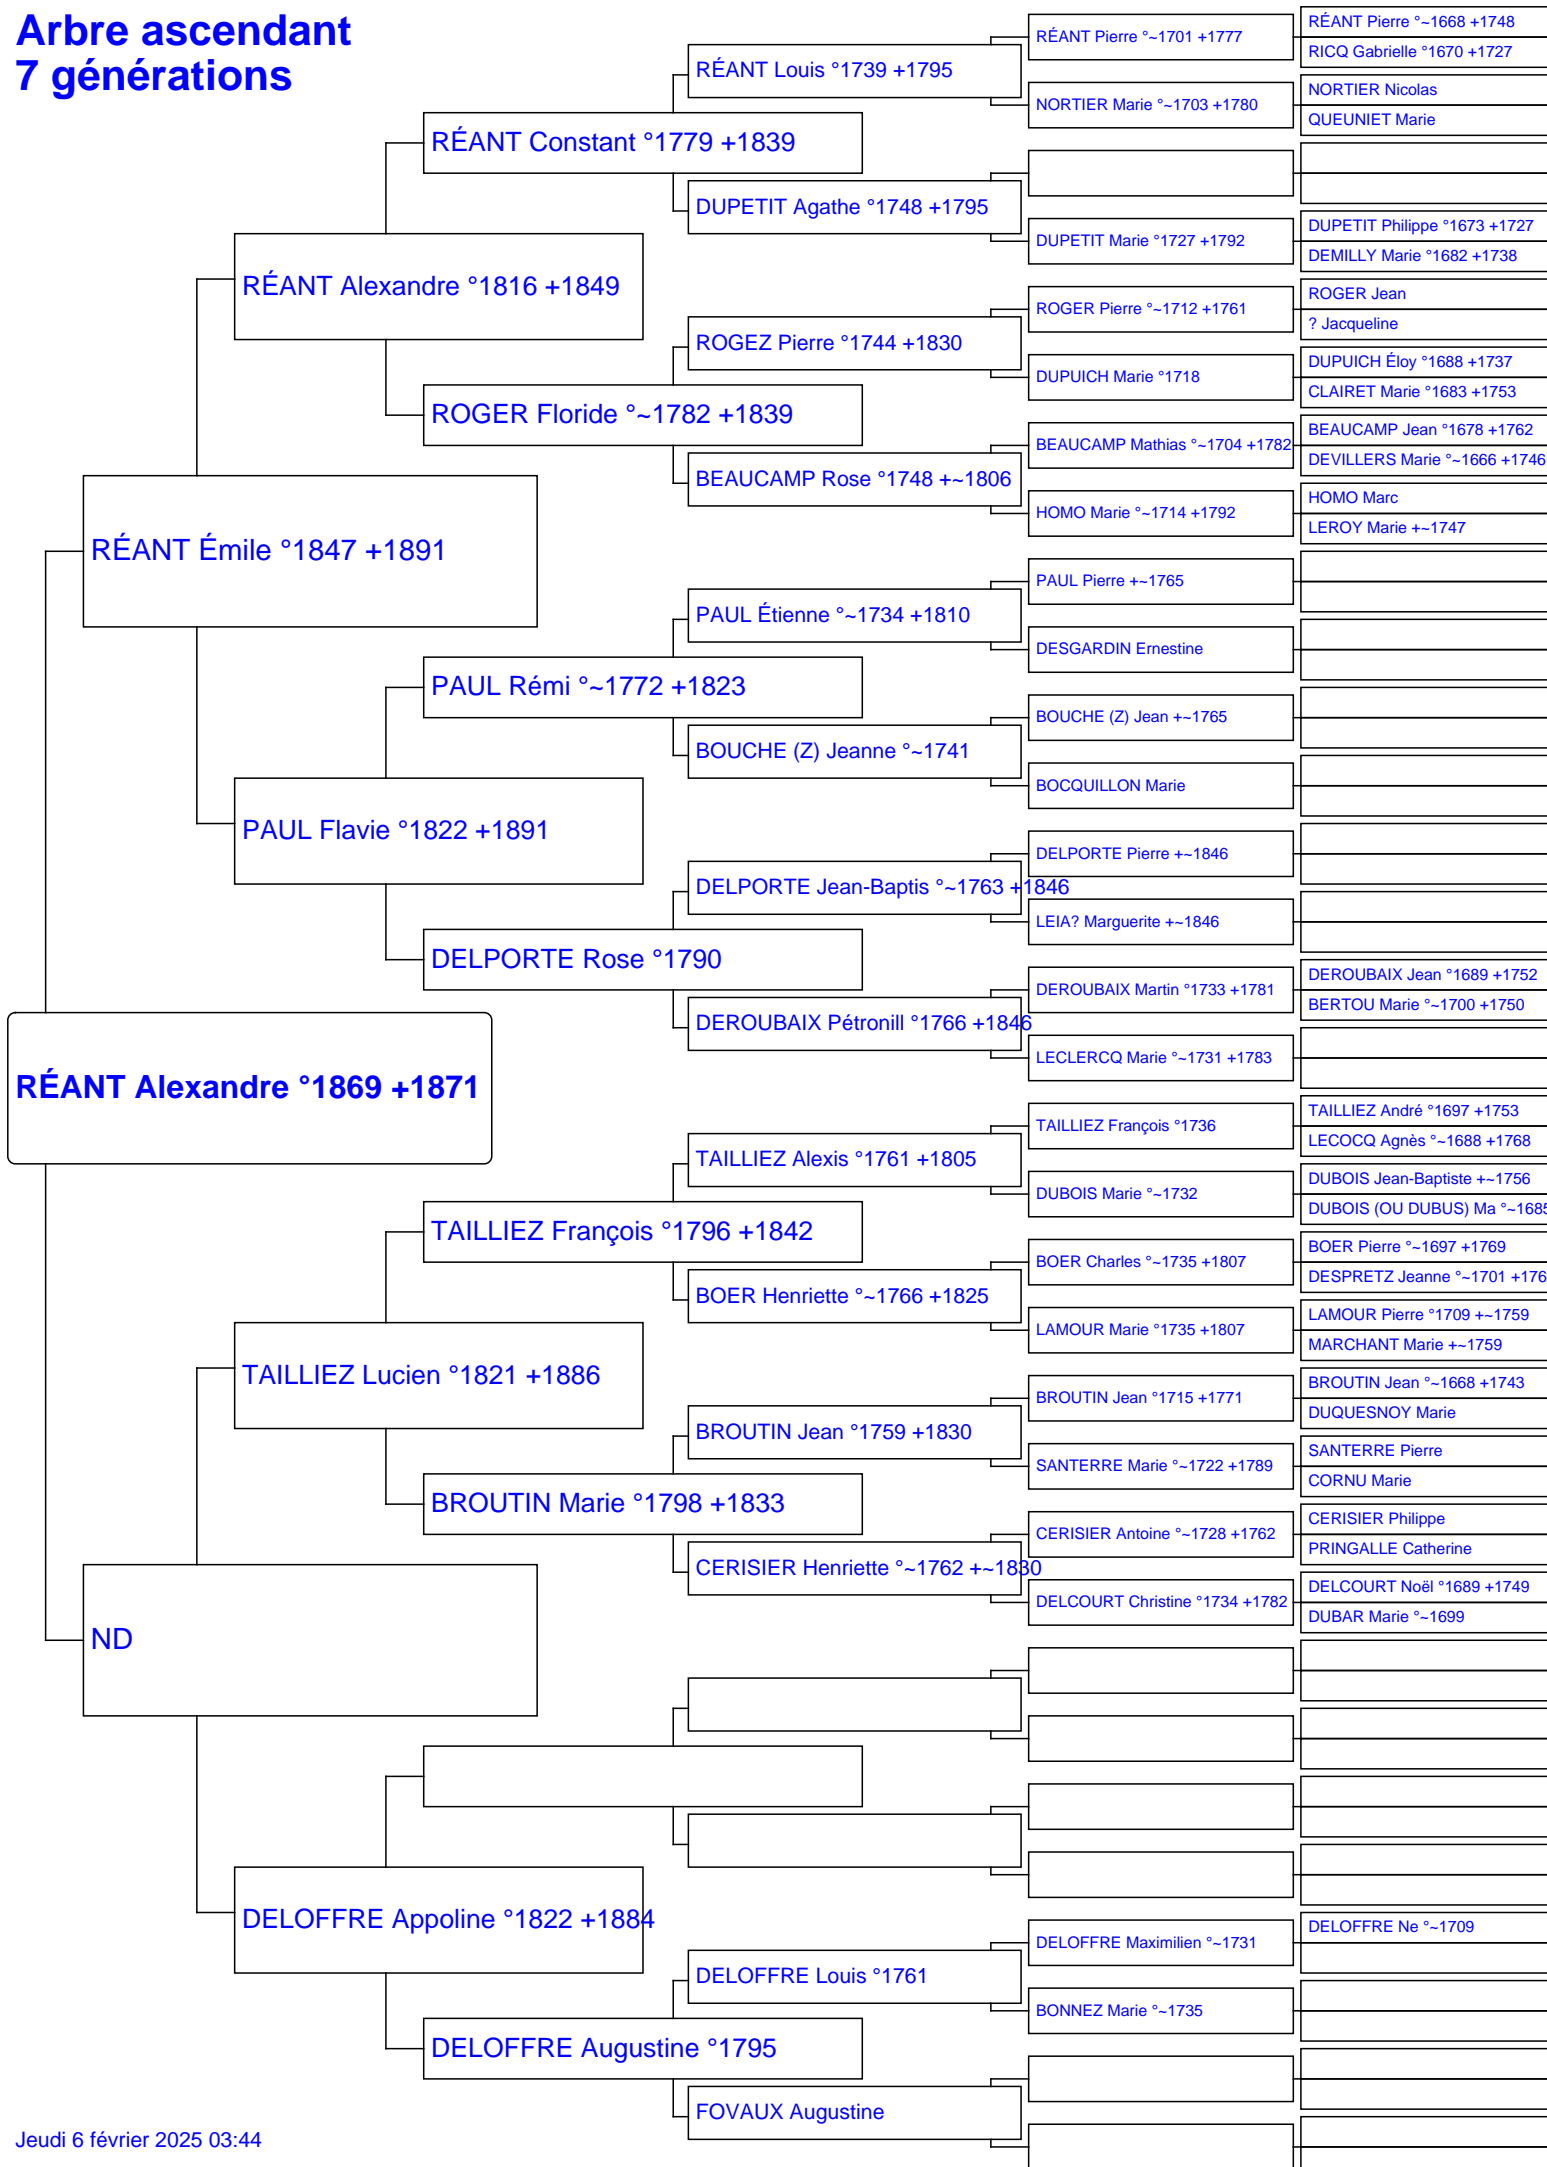 Arbre ascendant
7 générations
RÉANT Alexandre °1869 +1871
RÉANT Émile °1847 +1891
ND
RÉANT Alexandre °1816 +1849
PAUL Flavie °1822 +1891
TAILLIEZ Lucien °1821 +1886
DELOFFRE Appoline °1822 +1884
RÉANT Constant °1779 +1839
ROGER Floride °~1782 +1839
PAUL Rémi °~1772 +1823
DELPORTE Rose °1790
TAILLIEZ François °1796 +1842
BROUTIN Marie °1798 +1833
DELOFFRE Augustine °1795
RÉANT Louis °1739 +1795
DUPETIT Agathe °1748 +1795
ROGEZ Pierre °1744 +1830
BEAUCAMP Rose °1748 +~1806
PAUL Étienne °~1734 +1810
BOUCHE (Z) Jeanne °~1741
DELPORTE Jean-Baptis °~1763 +1846
DEROUBAIX Pétronill °1766 +1846
TAILLIEZ Alexis °1761 +1805
BOER Henriette °~1766 +1825
BROUTIN Jean °1759 +1830
CERISIER Henriette °~1762 +~1830
DELOFFRE Louis °1761
FOVAUX Augustine
RÉANT Pierre °~1701 +1777
NORTIER Marie °~1703 +1780
DUPETIT Marie °1727 +1792
ROGER Pierre °~1712 +1761
DUPUICH Marie °1718
BEAUCAMP Mathias °~1704 +1782
HOMO Marie °~1714 +1792
PAUL Pierre +~1765
DESGARDIN Ernestine
BOUCHE (Z) Jean +~1765
BOCQUILLON Marie
DELPORTE Pierre +~1846
LEIA? Marguerite +~1846
DEROUBAIX Martin °1733 +1781
LECLERCQ Marie °~1731 +1783
TAILLIEZ François °1736
DUBOIS Marie °~1732
BOER Charles °~1735 +1807
LAMOUR Marie °1735 +1807
BROUTIN Jean °1715 +1771
SANTERRE Marie °~1722 +1789
CERISIER Antoine °~1728 +1762
DELCOURT Christine °1734 +1782
DELOFFRE Maximilien °~1731
BONNEZ Marie °~1735
RÉANT Pierre °~1668 +1748
RICQ Gabrielle °1670 +1727
NORTIER Nicolas
QUEUNIET Marie
DUPETIT Philippe °1673 +1727
DEMILLY Marie °1682 +1738
ROGER Jean
? Jacqueline
DUPUICH Éloy °1688 +1737
CLAIRET Marie °1683 +1753
BEAUCAMP Jean °1678 +1762
DEVILLERS Marie °~1666 +1746
HOMO Marc
LEROY Marie +~1747
DEROUBAIX Jean °1689 +1752
BERTOU Marie °~1700 +1750
TAILLIEZ André °1697 +1753
LECOCQ Agnès °~1688 +1768
DUBOIS Jean-Baptiste +~1756
DUBOIS (OU DUBUS) Ma °~1685
BOER Pierre °~1697 +1769
DESPRETZ Jeanne °~1701 +176
LAMOUR Pierre °1709 +~1759
MARCHANT Marie +~1759
BROUTIN Jean °~1668 +1743
DUQUESNOY Marie
SANTERRE Pierre
CORNU Marie
CERISIER Philippe
PRINGALLE Catherine
DELCOURT Noël °1689 +1749
DUBAR Marie °~1699
DELOFFRE Ne °~1709
Jeudi 6 février 2025 03:44